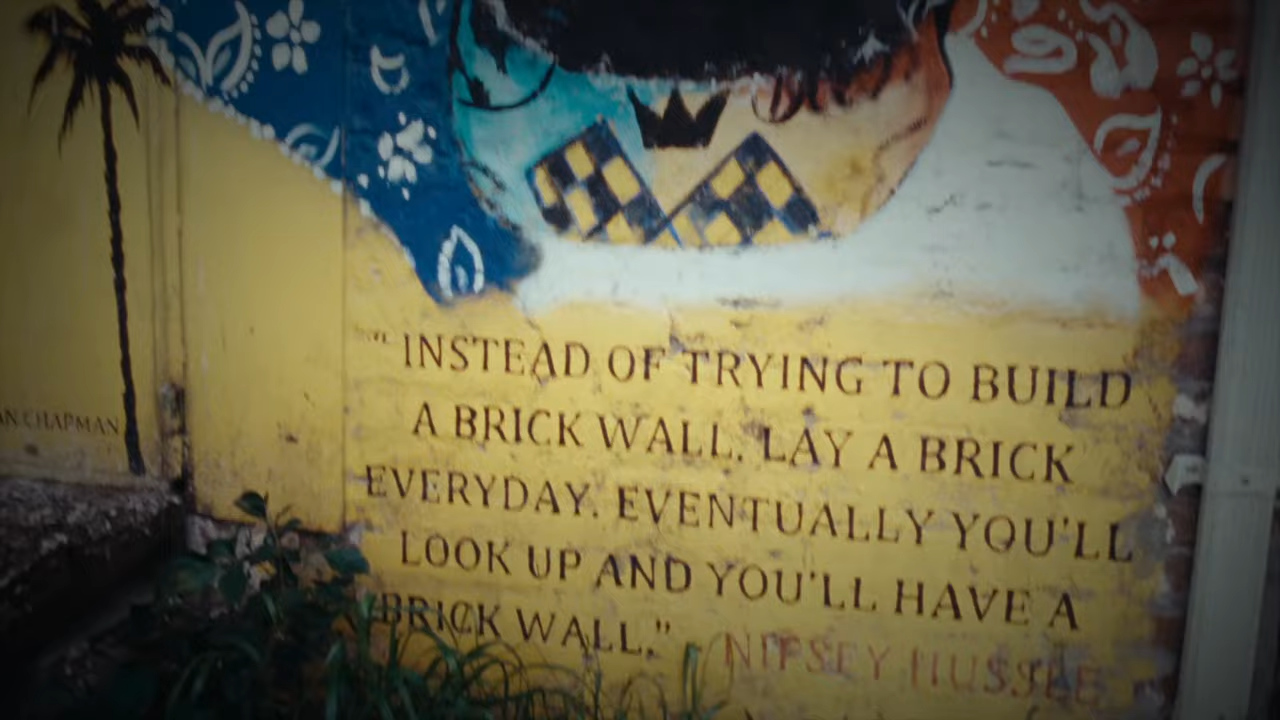 "INSTEAD OF TRYING TO BUILD
A BRICK WALL. LAY A BRICK
EVERYDAY. EVENTUALLY YOU'LL
LOOK UP AND YOU'LL HAVE A
BRICK WALL." NIPSEY HUSSLE
AN CHAPMAN